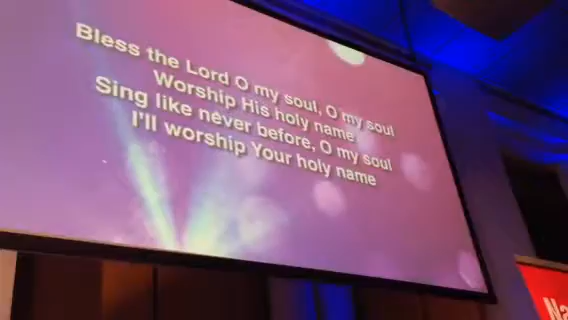 Bless the Lord O my soul, O my soul
Worship His holy name
Sing like never before, O my soul
I'll worship Your holy name
Na